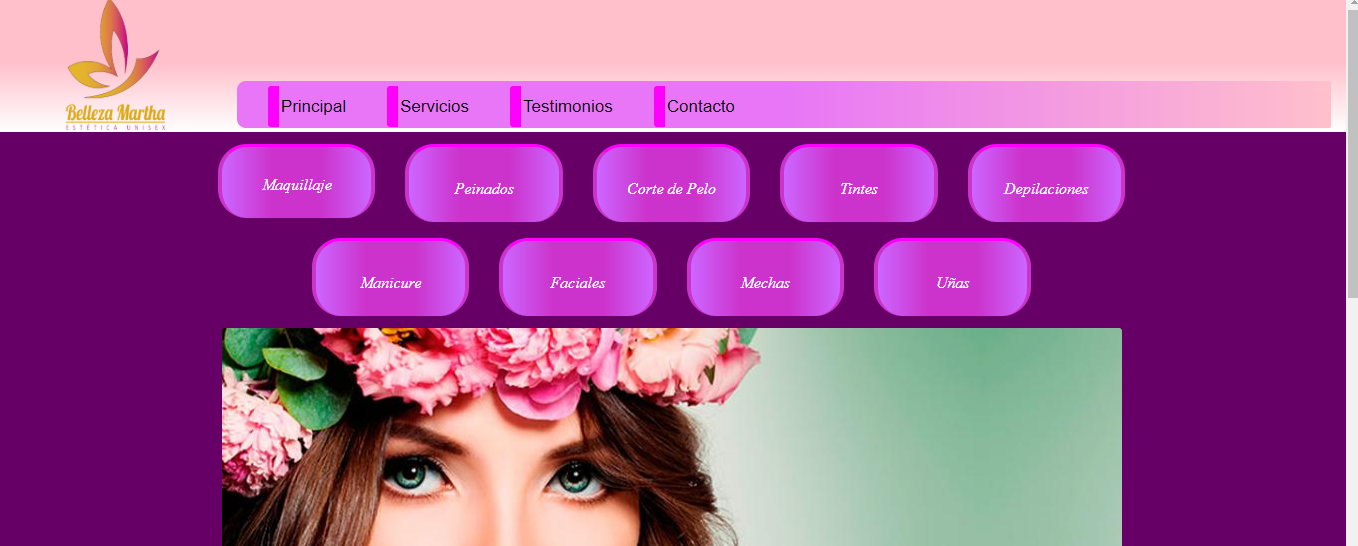 Belleza Martha
ESTÉTICA UNISEX
Principal Servicios Testimonios Contacto
Maquillaje Peinados Corte de Pelo Tintes Depilaciones
Manicure Faciales Mechas Uñas